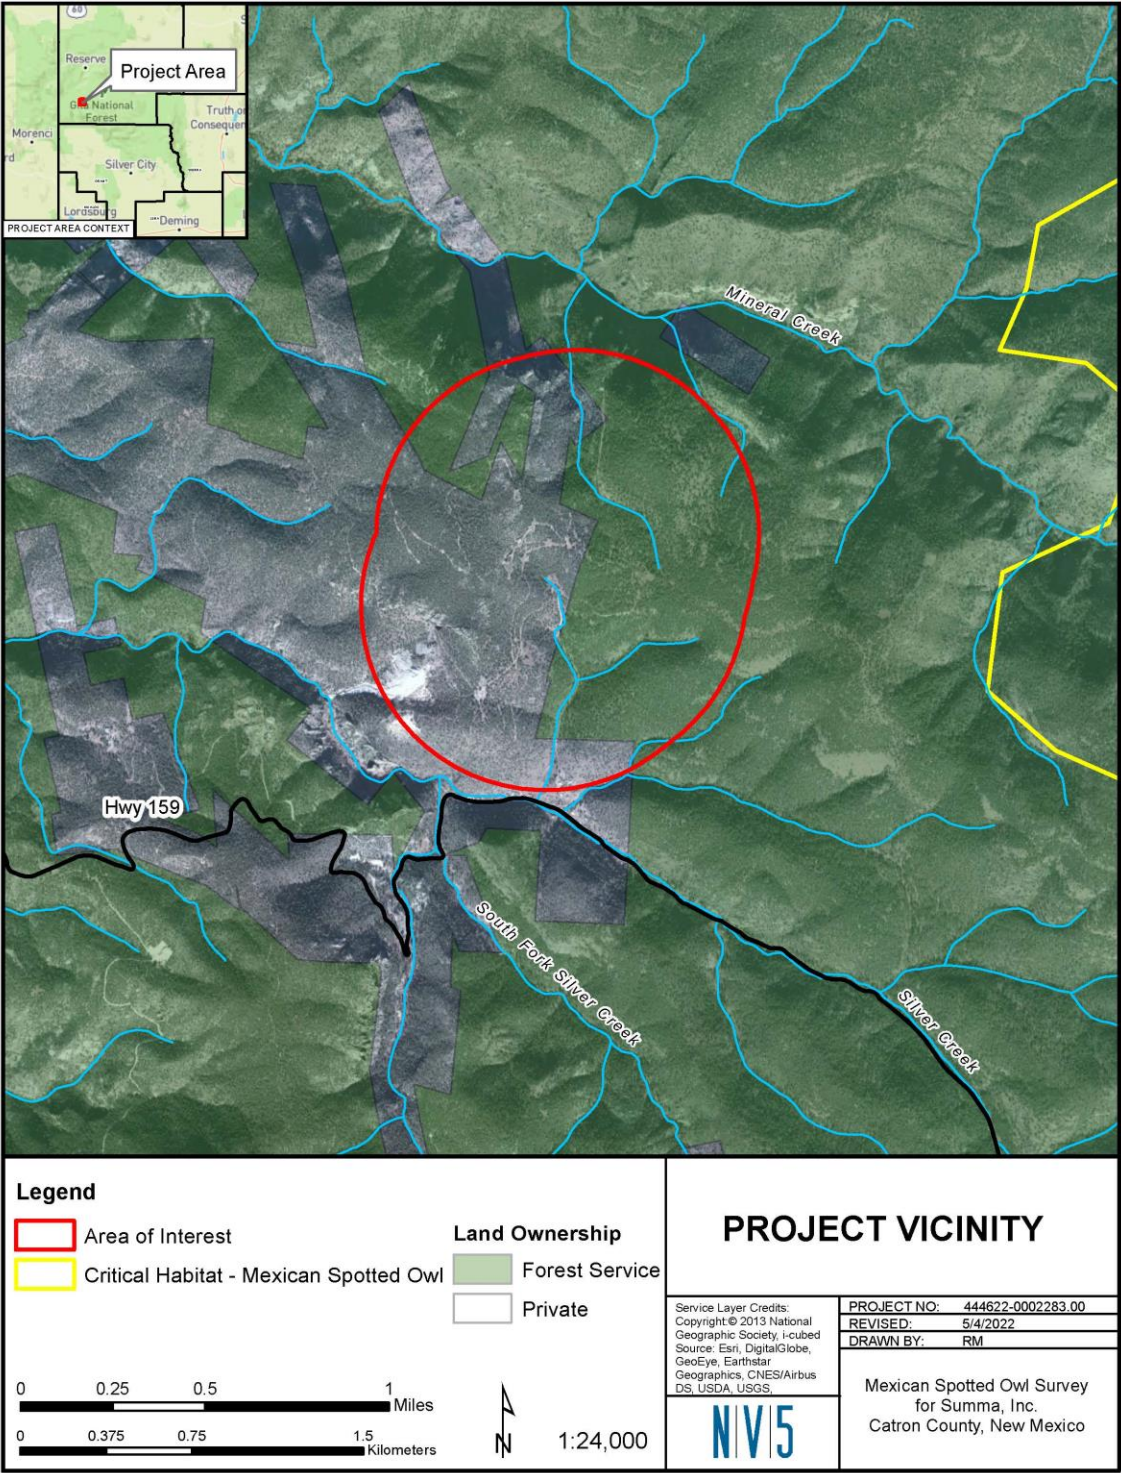 60
Reserve
Project Area
Gila National
Forest
Truth or
Consequen
Morenci
rd
Silver City
Lordsburg
Deming
PROJECT AREA CONTEXT
Mineral Creek
Hwy 159
South Fork Silver Creek
Silver Creek
Legend
Area of Interest
Critical Habitat - Mexican Spotted Owl
Land Ownership
Forest Service
Private
0 0.25 0.5 1
Miles
0 0.375 0.75 1.5
Kilometers
N
1:24,000
PROJECT VICINITY
Service Layer Credits:
Copyright:© 2013 National
Geographic Society, i-cubed
Source: Esri, DigitalGlobe,
GeoEye, Earthstar
Geographics, CNES/Airbus
DS, USDA, USGS,
NV5
PROJECT NO: 444622-0002283.00
REVISED: 5/4/2022
DRAWN BY: RM
Mexican Spotted Owl Survey
for Summa, Inc.
Catron County, New Mexico